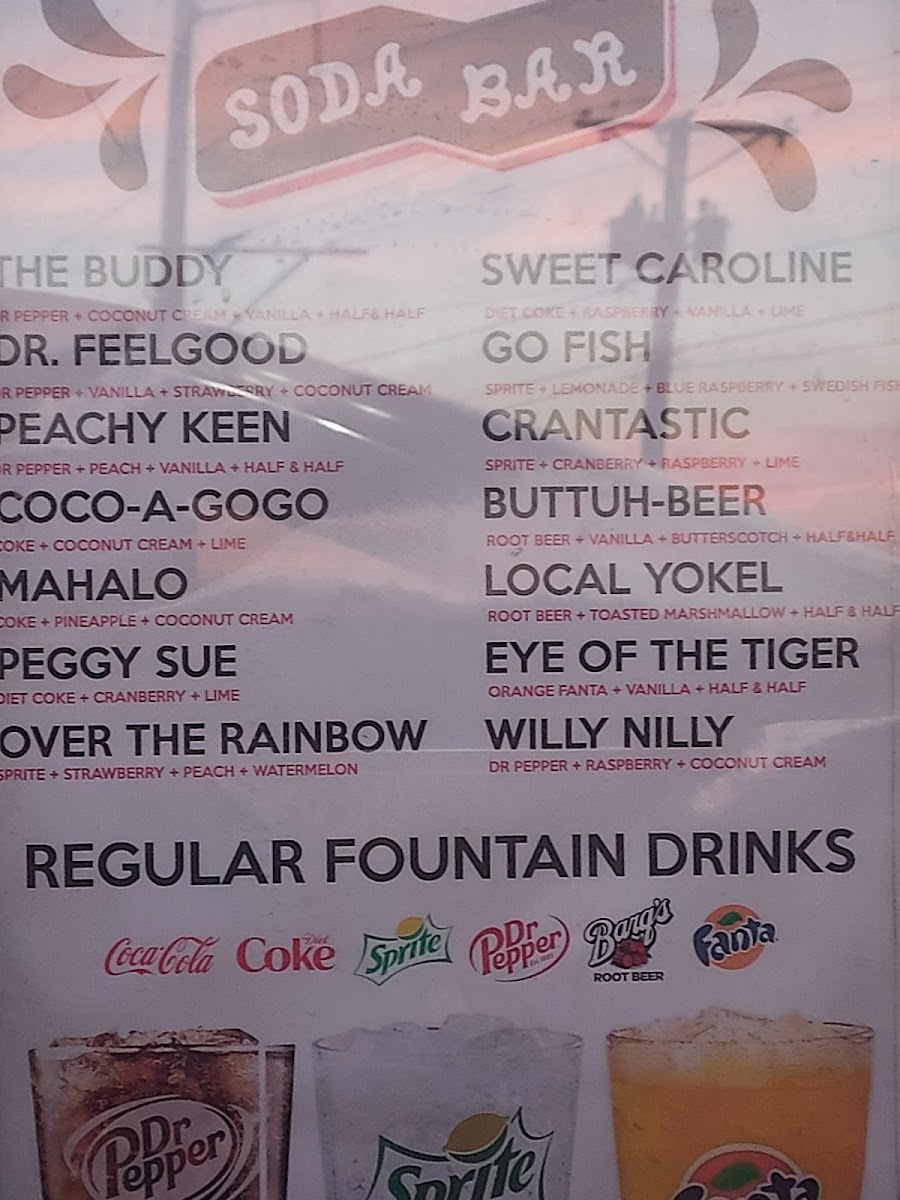 SODA BAR
THE BUDDY
R PEPPER + COCONUT CREAM + VANILLA + HALF& HALF
DR. FEELGOOD
R PEPPER + VANILLA + STRAWBERRY + COCONUT CREAM
PEACHY KEEN
R PEPPER + PEACH + VANILLA + HALF & HALF
COCO-A-GOGO
COKE + COCONUT CREAM + LIME
MAHALO
COKE + PINEAPPLE + COCONUT CREAM
PEGGY SUE
DIET COKE + CRANBERRY + LIME
OVER THE RAINBOW
SPRITE + STRAWBERRY + PEACH + WATERMELON
SWEET CAROLINE
DIET COKE + RASPBERRY + VANILLA + LIME
GO FISH
SPRITE + LEMONADE + BLUE RASPBERRY + SWEDISH FISH
CRANTASTIC
SPRITE + CRANBERRY + RASPBERRY + LIME
BUTTUH-BEER
ROOT BEER + VANILLA + BUTTERSCOTCH + HALF&HALF
LOCAL YOKEL
ROOT BEER + TOASTED MARSHMALLOW + HALF & HALF
EYE OF THE TIGER
ORANGE FANTA + VANILLA + HALF & HALF
WILLY NILLY
DR PEPPER + RASPBERRY + COCONUT CREAM
REGULAR FOUNTAIN DRINKS
Coca-Cola
Diet Coke
Sprite
Dr Pepper
Barq's
ROOT BEER
Fanta
Dr Pepper
Sprite
Fanta